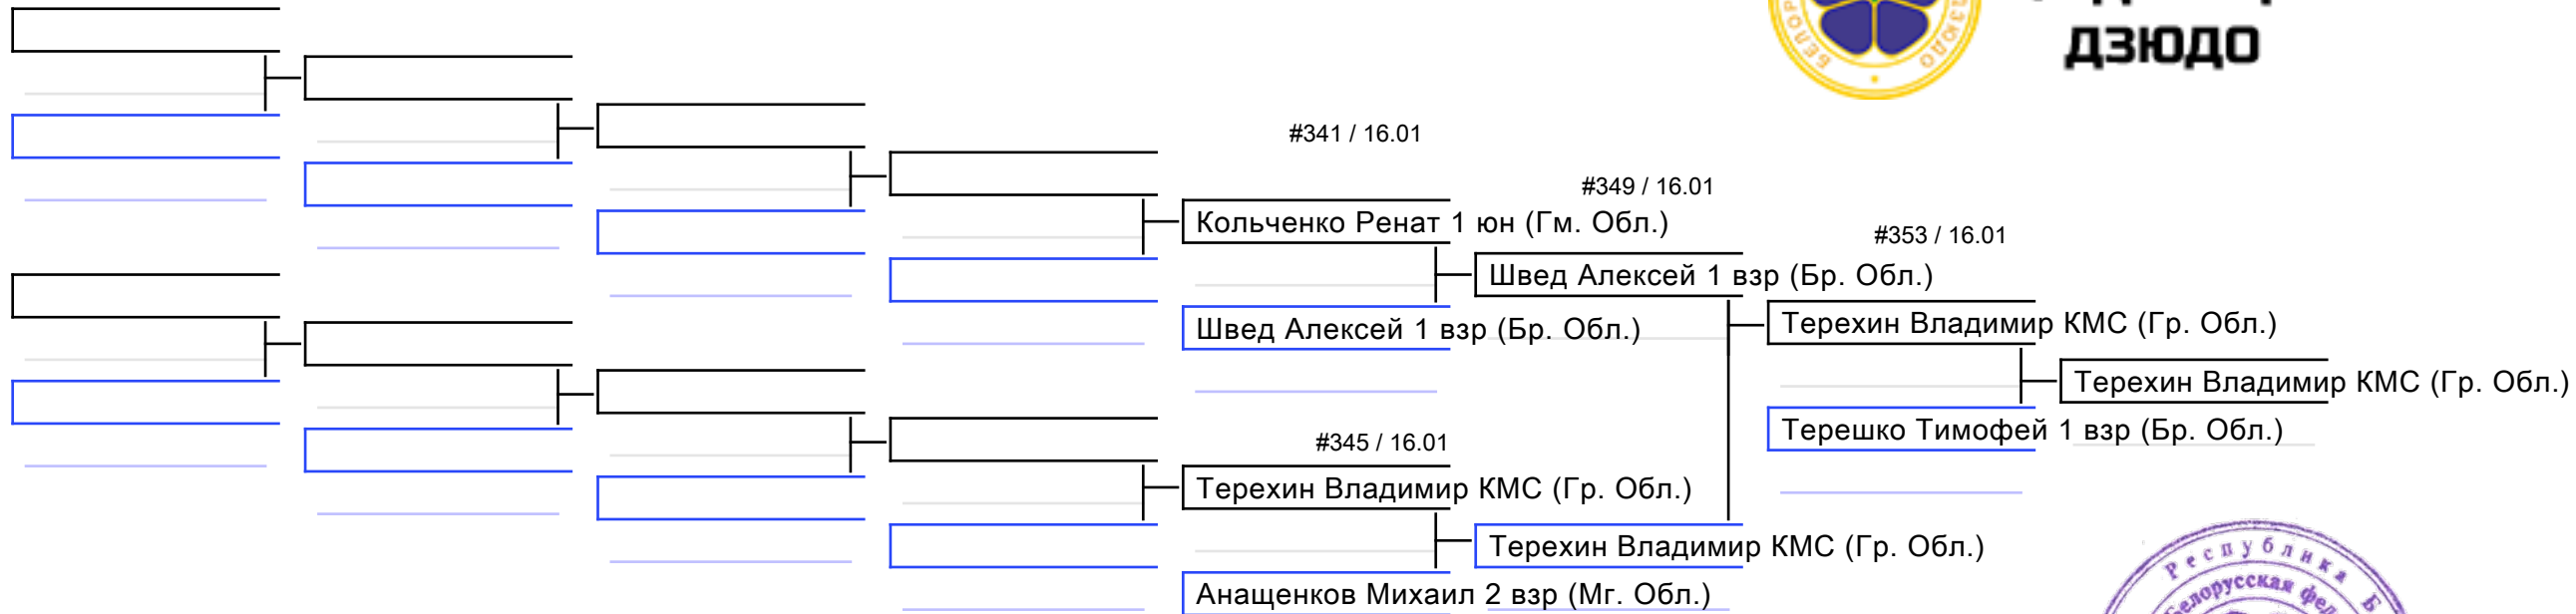 ДЗЮДО
#341 / 16.01
#349 / 16.01
Кольченко Ренат 1 юн (Гм. Обл.)
#353 / 16.01
Швед Алексей 1 взр (Бр. Обл.)
Швед Алексей 1 взр (Бр. Обл.)
Терехин Владимир КМС (Гр. Обл.)
Терехин Владимир КМС (Гр. Обл.)
Терешко Тимофей 1 взр (Бр. Обл.)
#345 / 16.01
Терехин Владимир КМС (Гр. Обл.)
Терехин Владимир КМС (Гр. Обл.)
Анащенков Михаил 2 взр (Мг. Обл.)
Республика